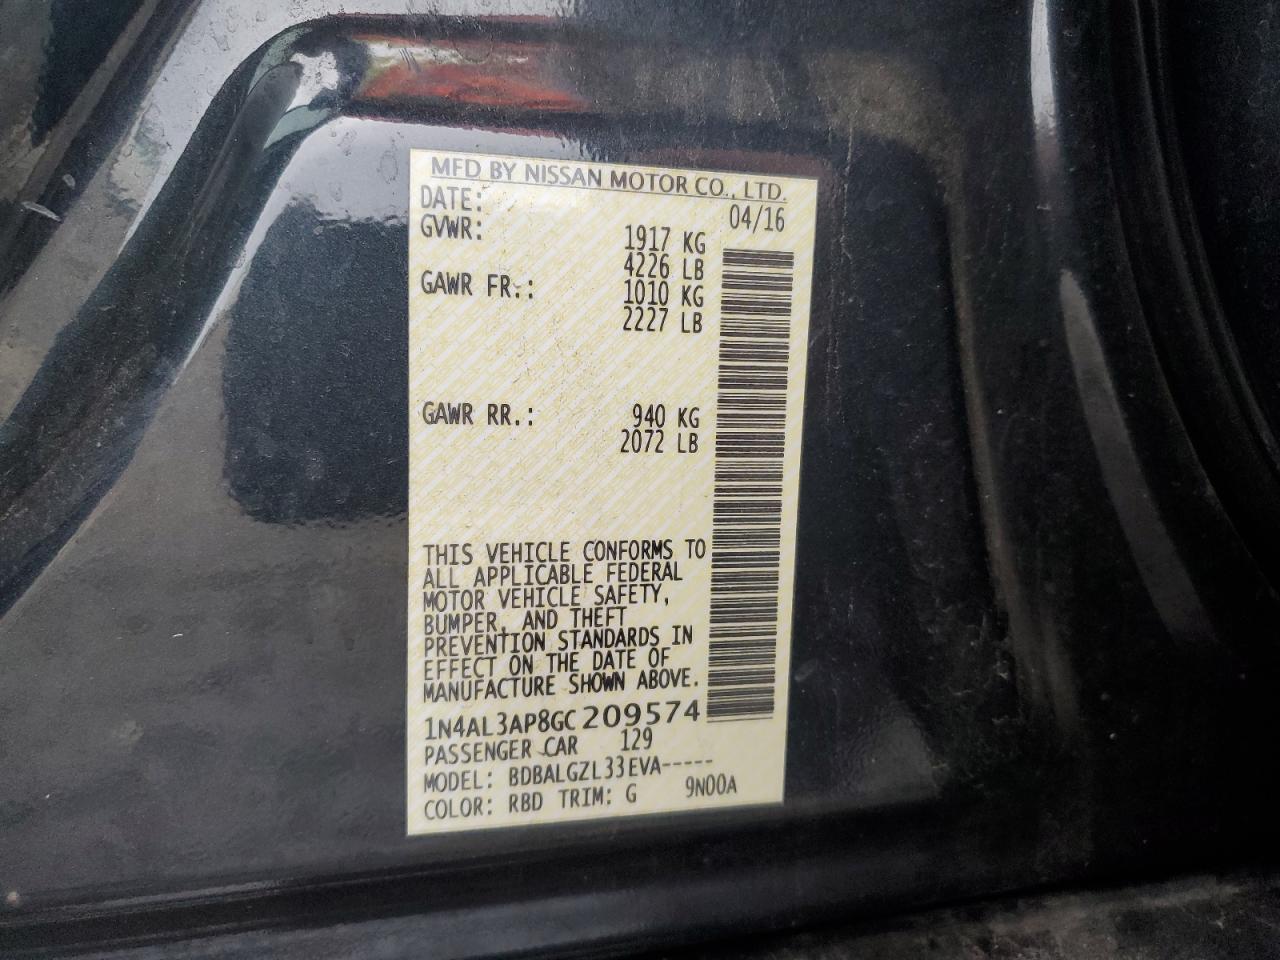 MFD BY NISSAN MOTOR CO., LTD.
DATE: 04/16
GVWR: 1917 KG
4226 LB
GAWR FR.: 1010 KG
2227 LB
GAWR RR.: 940 KG
2072 LB
THIS VEHICLE CONFORMS TO
ALL APPLICABLE FEDERAL
MOTOR VEHICLE SAFETY,
BUMPER, AND THEFT
PREVENTION STANDARDS IN
EFFECT ON THE DATE OF
MANUFACTURE SHOWN ABOVE.
1N4AL3AP8GC209574
PASSENGER CAR 129
MODEL: BDBALGZL33EVA-----
COLOR: RBD TRIM: G 9N00A